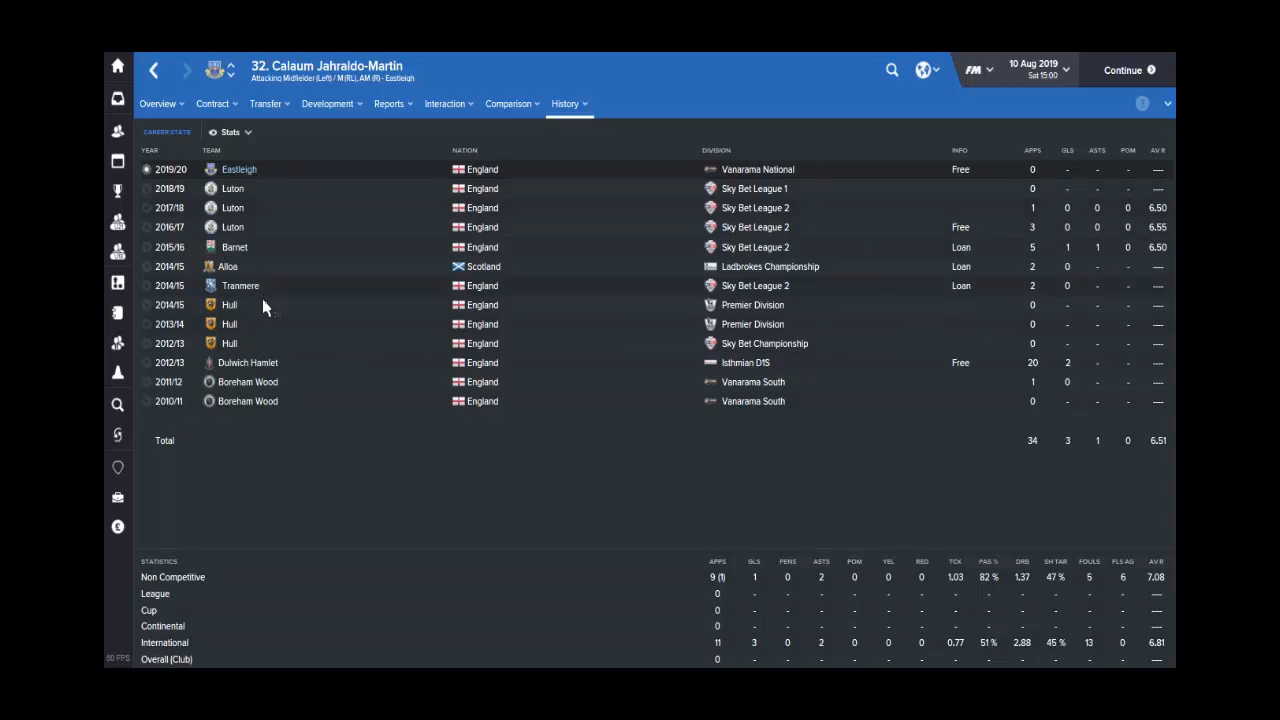 32. Calaum Jahraldo-Martin
Attacking Midfielder (Left) / M (RL), AM (R) - Eastleigh
FM
10 Aug 2019
Sat 15:00
Continue
Overview Contract Transfer Development Reports Interaction Comparison History
CAREER STATS Stats
YEAR TEAM NATION DIVISION INFO APPS GLS ASTS POM AV R
2019/20 Eastleigh England Vanarama National Free 0 - - - ----
2018/19 Luton England Sky Bet League 1 0 - - - ----
2017/18 Luton England Sky Bet League 2 1 0 0 0 6.50
2016/17 Luton England Sky Bet League 2 Free 3 0 0 0 6.55
2015/16 Barnet England Sky Bet League 2 Loan 5 1 1 0 6.50
2014/15 Alloa Scotland Ladbrokes Championship Loan 2 0 - - ----
2014/15 Tranmere England Sky Bet League 2 Loan 2 0 - - ----
2014/15 Hull England Premier Division 0 - - - ----
2013/14 Hull England Premier Division 0 - - - ----
2012/13 Hull England Sky Bet Championship 0 - - - ----
2012/13 Dulwich Hamlet England Isthmian D1S Free 20 2 - - ----
2011/12 Boreham Wood England Vanarama South 1 0 - - ----
2010/11 Boreham Wood England Vanarama South 0 - - - ----
Total 34 3 1 0 6.51
STATISTICS APPS GLS PENS ASTS POM YEL RED TCK PAS % DRB SH TAR FOULS FLS AG AV R
Non Competitive 9 (1) 1 0 2 0 0 0 1.03 82 % 1.37 47 % 5 6 7.08
League 0 - - - - - - - - - - - - ----
Cup 0 - - - - - - - - - - - - ----
Continental 0 - - - - - - - - - - - - ----
International 11 3 0 2 0 0 0 0.77 51 % 2.88 45 % 13 0 6.81
Overall (Club) 0 - - - - - - - - - - - - ----
60 FPS